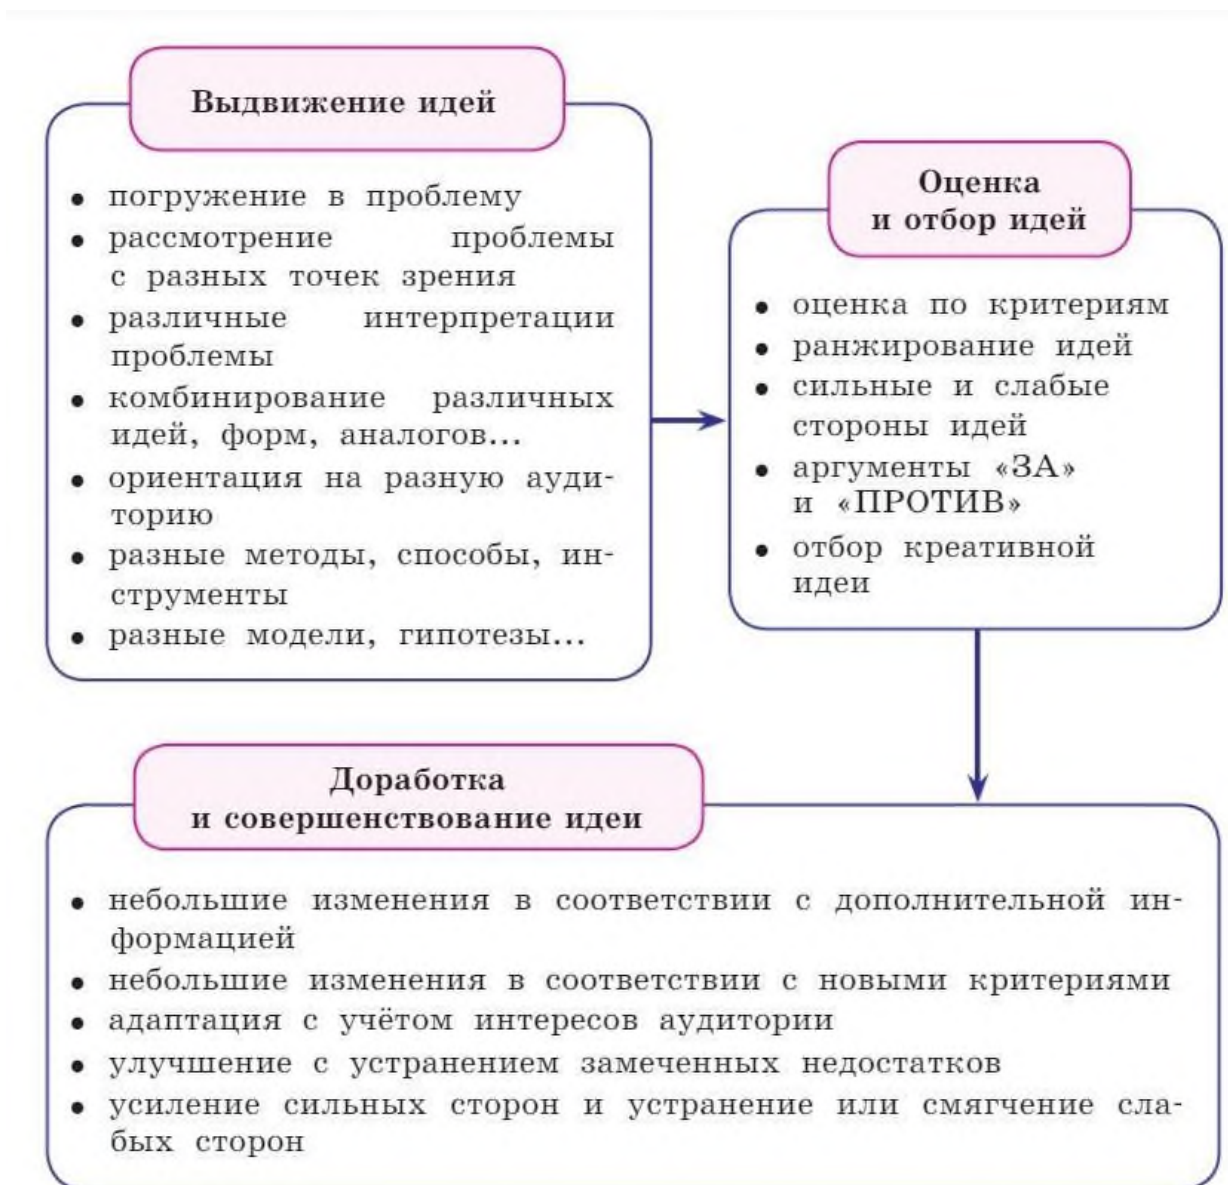 Выдвижение идей
• погружение в проблему
• рассмотрение проблемы
с разных точек зрения
• различные интерпретации
проблемы
• комбинирование различных
идей, форм, аналогов...
• ориентация на разную ауди-
торию
• разные методы, способы, ин-
струменты
• разные модели, гипотезы...
Оценка
и отбор идей
• оценка по критериям
• ранжирование идей
• сильные и слабые
стороны идей
• аргументы «ЗА»
и «ПРОТИВ»
• отбор креативной
идеи
Доработка
и совершенствование идеи
• небольшие изменения в соответствии с дополнительной ин-
формацией
• небольшие изменения в соответствии с новыми критериями
• адаптация с учётом интересов аудитории
• улучшение с устранением замеченных недостатков
• усиление сильных сторон и устранение или смягчение сла-
бых сторон